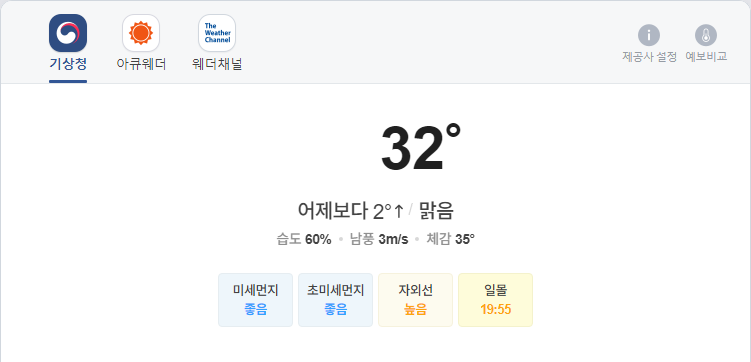 The
Weather
Channel
기상청 아큐웨더 웨더채널
제공사 설정 예보비교
32°
어제보다 2°↑ / 맑음
습도 60% • 남풍 3m/s • 체감 35°
미세먼지 초미세먼지 자외선 일몰
좋음 좋음 높음 19:55